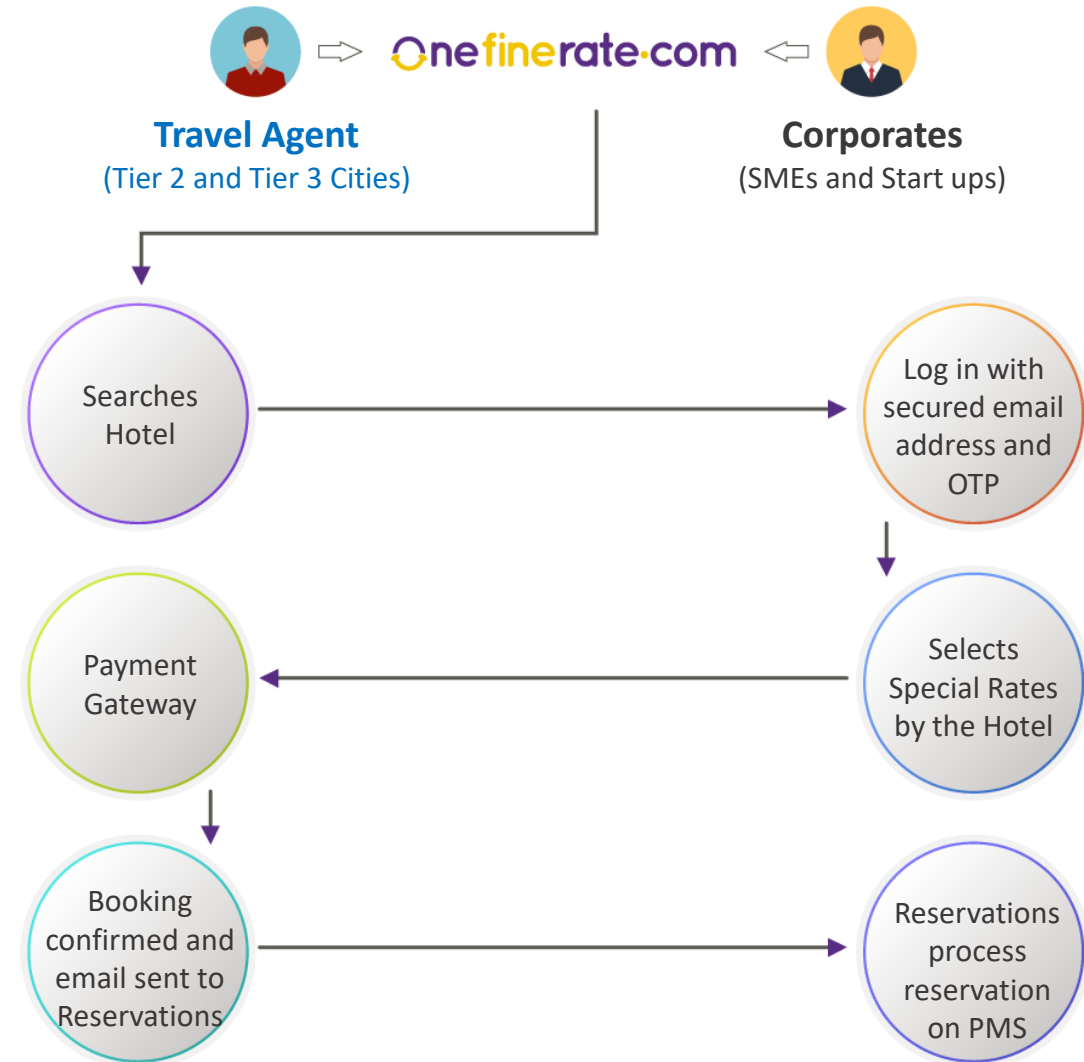 Onefinerate.com
Travel Agent
(Tier 2 and Tier 3 Cities)
Corporates
(SMEs and Start ups)
Searches
Hotel
Log in with
secured email
address and
OTP
Selects
Special Rates
by the Hotel
Payment
Gateway
Booking
confirmed and
email sent to
Reservations
Reservations
process
reservation
on PMS